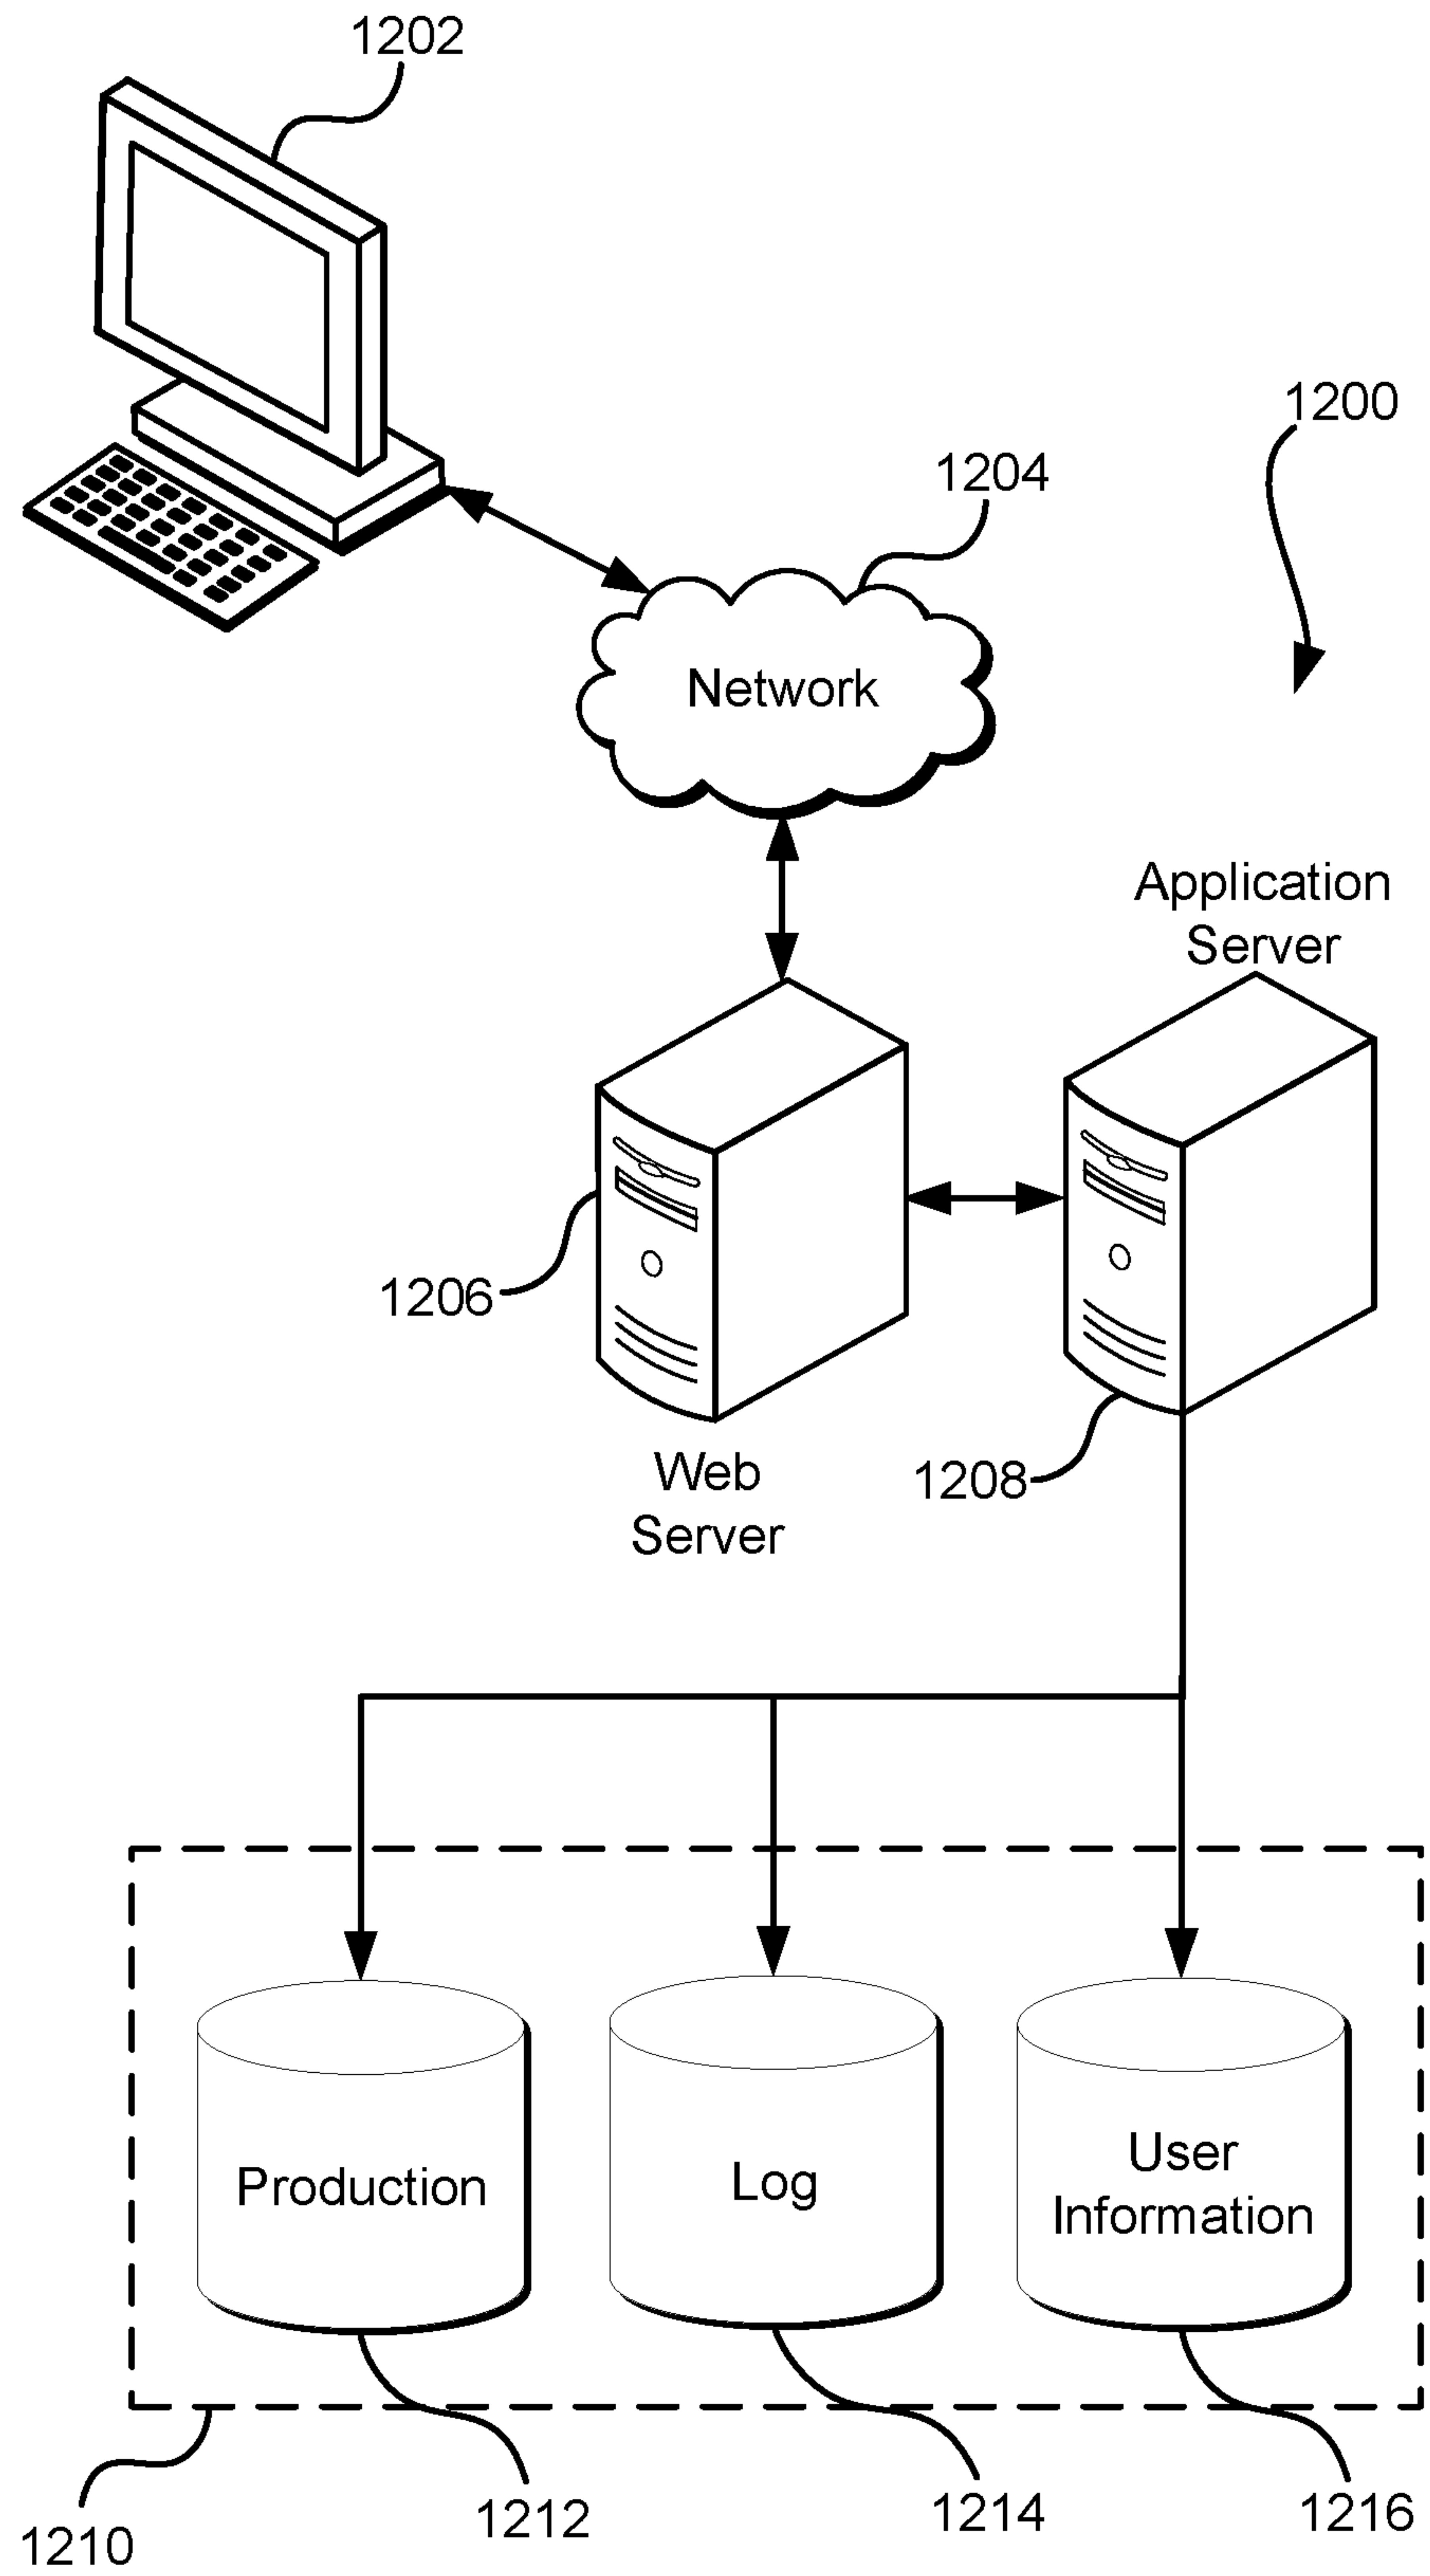 1202
1200
1204
Network
Application
Server
1206
Web
Server
1208
Production
Log
User
Information
1210
1212
1214
1216